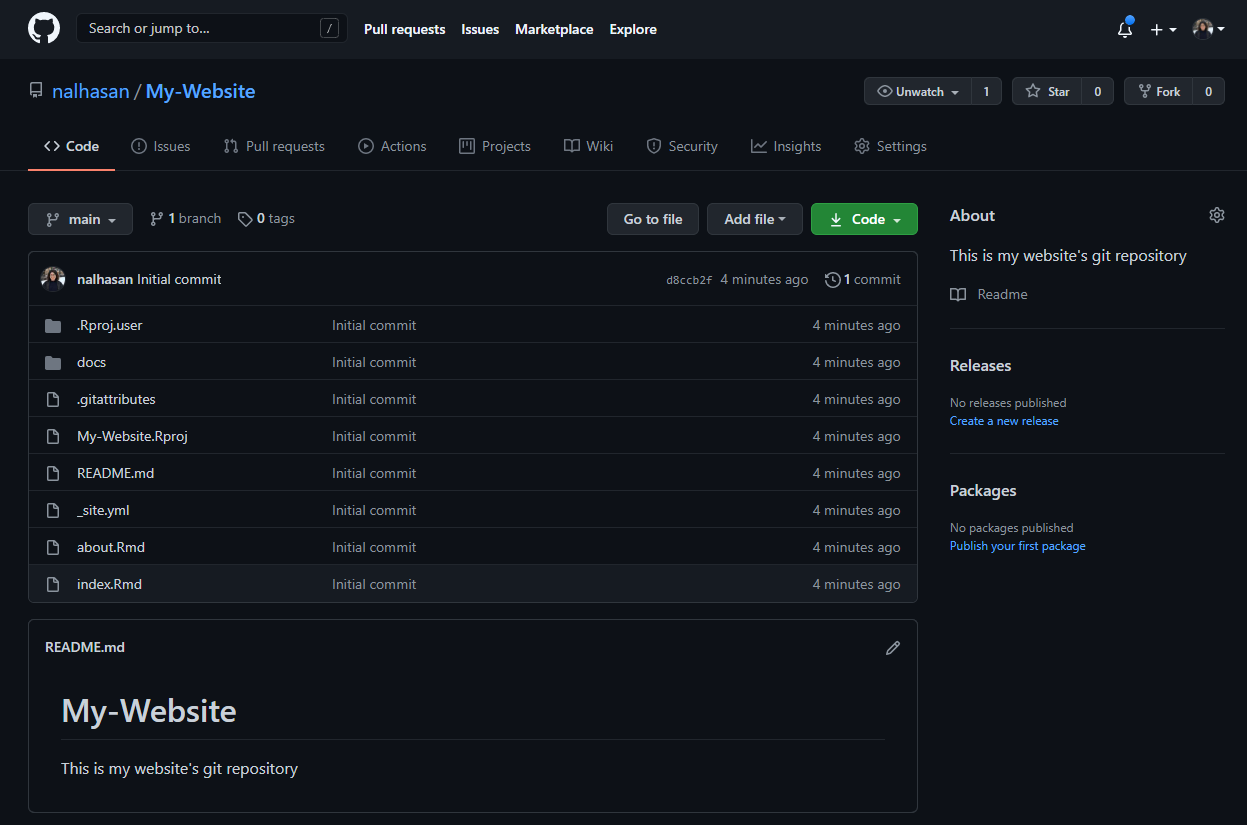 Search or jump to... / Pull requests Issues Marketplace Explore
nalhasan / My-Website Unwatch 1 Star 0 Fork 0
Code Issues Pull requests Actions Projects Wiki Security Insights Settings
main 1 branch 0 tags Go to file Add file Code
nalhasan Initial commit d8ccb2f 4 minutes ago 1 commit
.Rproj.user Initial commit 4 minutes ago
docs Initial commit 4 minutes ago
.gitattributes Initial commit 4 minutes ago
My-Website.Rproj Initial commit 4 minutes ago
README.md Initial commit 4 minutes ago
_site.yml Initial commit 4 minutes ago
about.Rmd Initial commit 4 minutes ago
index.Rmd Initial commit 4 minutes ago
README.md
My-Website
This is my website's git repository
About
This is my website's git repository
Readme
Releases
No releases published
Create a new release
Packages
No packages published
Publish your first package